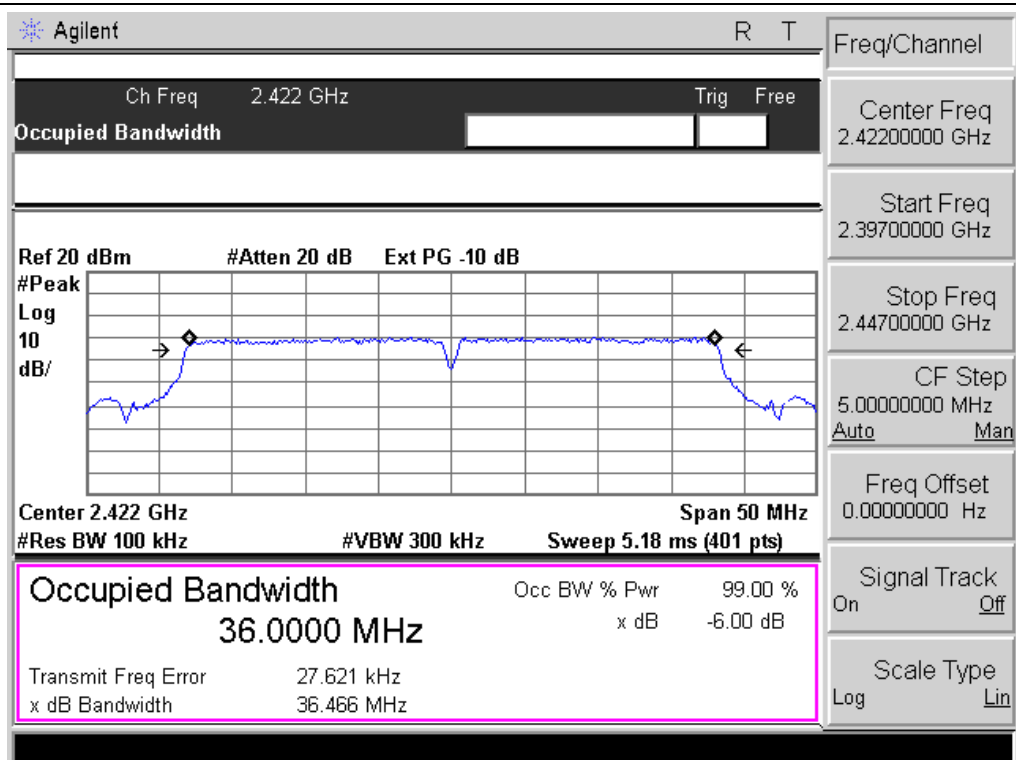 Agilent R T
Ch Freq 2.422 GHz Trig Free
Occupied Bandwidth
Ref 20 dBm #Atten 20 dB Ext PG -10 dB
#Peak
Log
10
dB/
Center 2.422 GHz Span 50 MHz
#Res BW 100 kHz #VBW 300 kHz Sweep 5.18 ms (401 pts)
Occupied Bandwidth Occ BW % Pwr 99.00 %
36.0000 MHz x dB -6.00 dB
Transmit Freq Error 27.621 kHz
x dB Bandwidth 36.466 MHz
Freq/Channel
Center Freq
2.42200000 GHz
Start Freq
2.39700000 GHz
Stop Freq
2.44700000 GHz
CF Step
5.00000000 MHz
Auto Man
Freq Offset
0.00000000 Hz
Signal Track
On Off
Scale Type
Log Lin